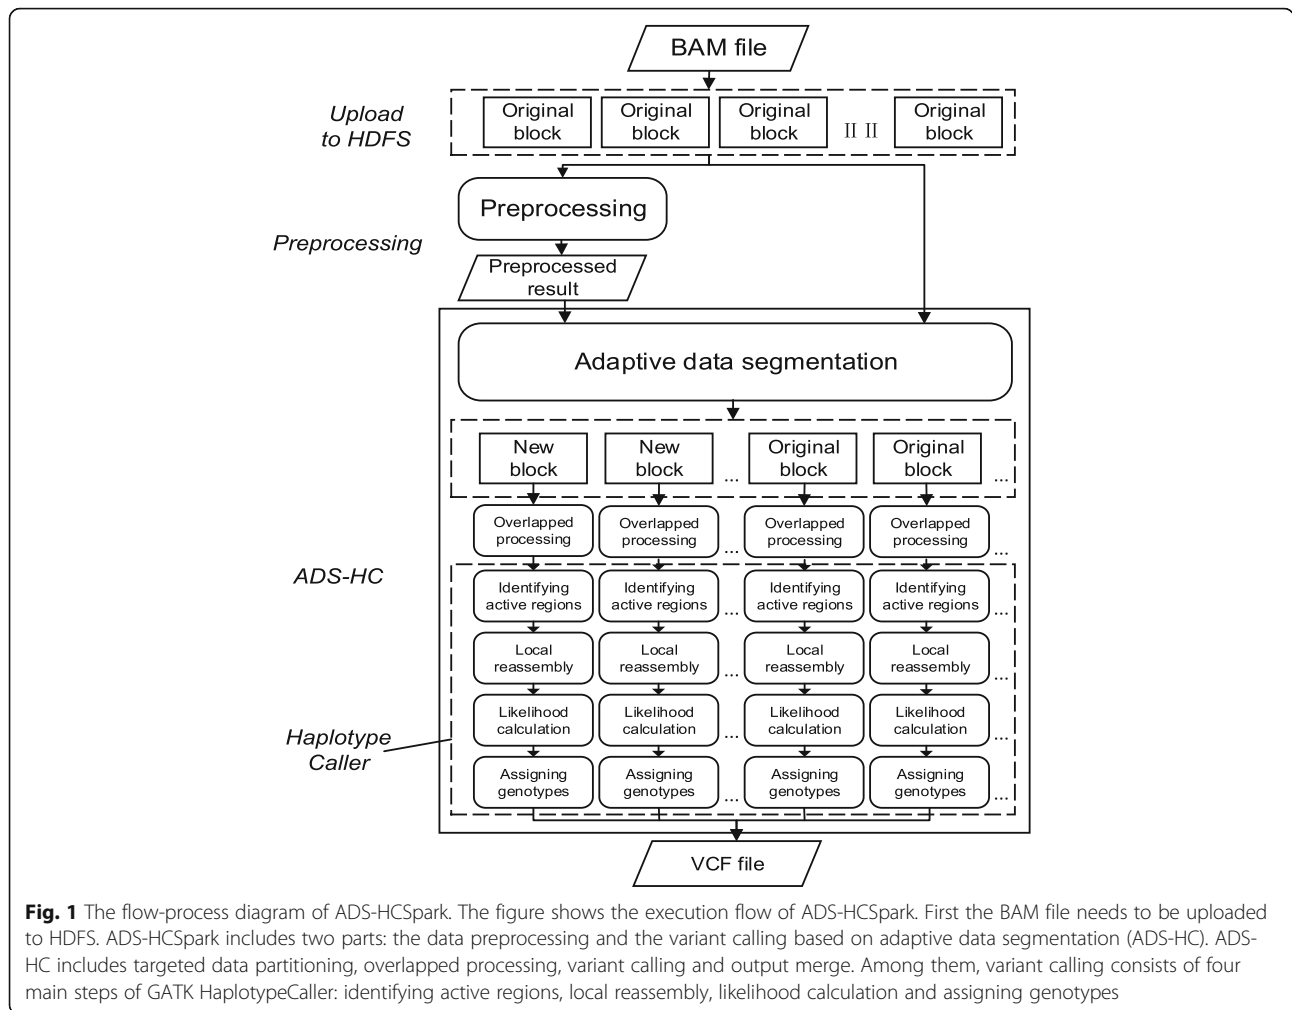 BAM file
Upload
to HDFS
Original
block
Original
block
Original
block
II II
Original
block
Preprocessing
Preprocessing
Preprocessed
result
Adaptive data segmentation
New
block
New
block
...
Original
block
Original
block
...
Overlapped
processing
Overlapped
processing
...
Overlapped
processing
Overlapped
processing
...
ADS-HC
Identifying
active regions
Identifying
active regions
...
Identifying
active regions
Identifying
active regions
...
Local
reassembly
Local
reassembly
...
Local
reassembly
Local
reassembly
...
Haplotype
Caller
Likelihood
calculation
Likelihood
calculation
...
Likelihood
calculation
Likelihood
calculation
...
Assigning
genotypes
Assigning
genotypes
...
Assigning
genotypes
Assigning
genotypes
...
VCF file
Fig. 1 The flow-process diagram of ADS-HCSpark. The figure shows the execution flow of ADS-HCSpark. First the BAM file needs to be uploaded
to HDFS. ADS-HCSpark includes two parts: the data preprocessing and the variant calling based on adaptive data segmentation (ADS-HC). ADS-
HC includes targeted data partitioning, overlapped processing, variant calling and output merge. Among them, variant calling consists of four
main steps of GATK HaplotypeCaller: identifying active regions, local reassembly, likelihood calculation and assigning genotypes